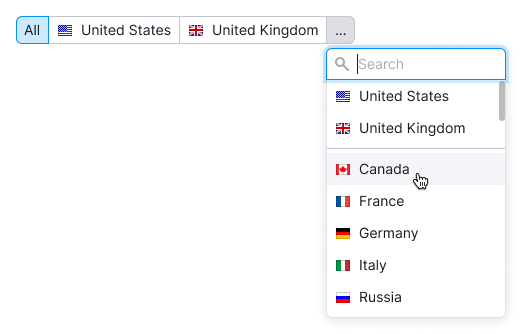 All United States United Kingdom ...
Search
United States
United Kingdom
Canada
France
Germany
Italy
Russia